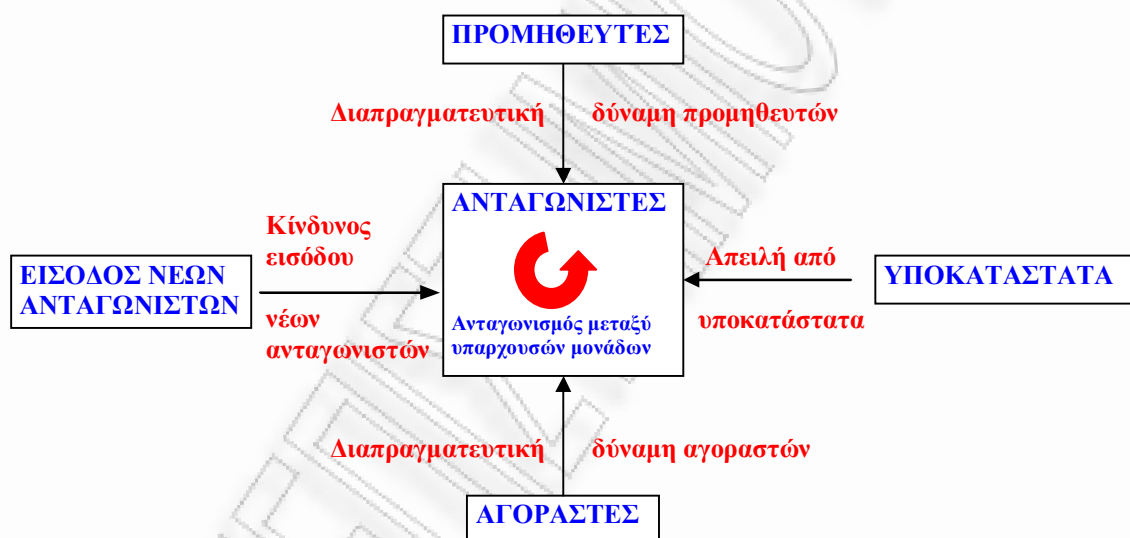 ΠΡΟΜΗΘΕΥΤΈΣ
Διαπραγματευτική δύναμη προμηθευτών
ΑΝΤΑΓΩΝΙΣΤΕΣ
Κίνδυνος
εισόδου
ΕΙΣΟΔΟΣ ΝΕΩΝ
ΑΝΤΑΓΩΝΙΣΤΩΝ
νέων
ανταγωνιστών
Ανταγωνισμός μεταξύ
υπαρχουσών μονάδων
Απειλή από
υποκατάστατα
ΥΠΟΚΑΤΑΣΤΑΤΑ
Διαπραγματευτική δύναμη αγοραστών
ΑΓΟΡΑΣΤΕΣ